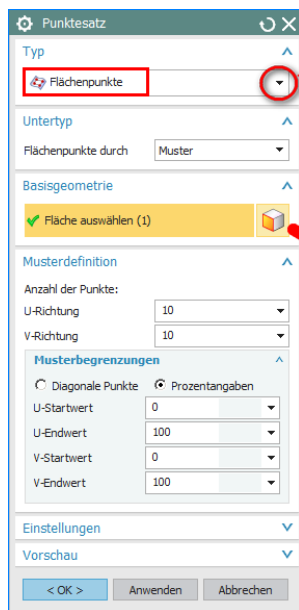 Punktesatz
Typ
Flächenpunkte
Untertyp
Flächenpunkte durch Muster
Basisgeometrie
Fläche auswählen (1)
Musterdefinition
Anzahl der Punkte:
U-Richtung 10
V-Richtung 10
Musterbegrenzungen
Diagonale Punkte Prozentangaben
U-Startwert 0
U-Endwert 100
V-Startwert 0
V-Endwert 100
Einstellungen
Vorschau
< OK > Anwenden Abbrechen